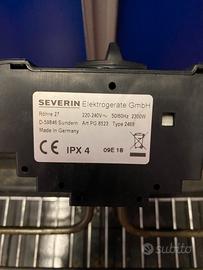 SEVERIN Elektrogeräte GmbH
Röhre 27
D-59846 Sundern
Made in Germany
220-240V~ 50/60Hz 2300W
Art.PG 8523 Type 2468
CE IPX 4 09E 18
subito